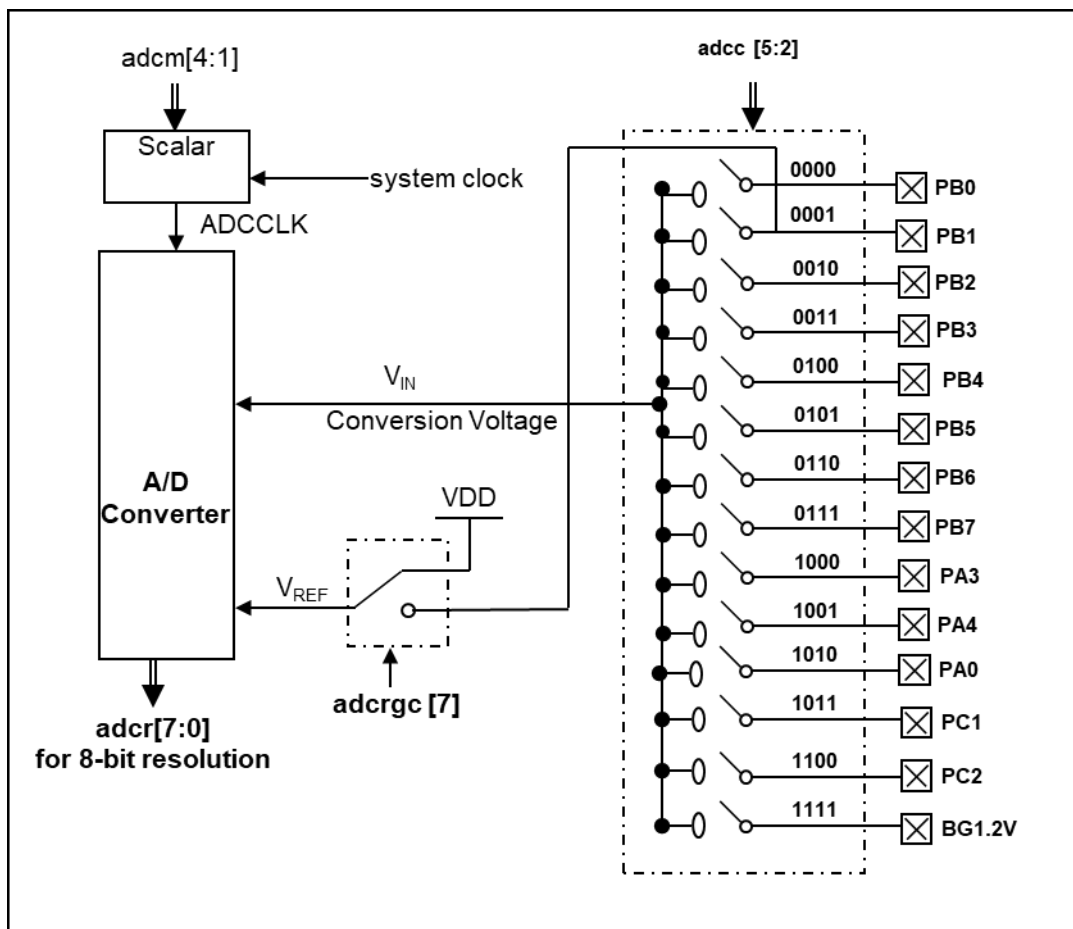 adcm[4:1]
adcc [5:2]
Scalar
system clock
ADCCLK
0000
PB0
0001
PB1
0010
PB2
0011
PB3
0100
PB4
VIN
Conversion Voltage
0101
PB5
0110
PB6
A/D
Converter
VDD
0111
PB7
1000
PA3
VREF
1001
PA4
1010
PA0
adcrgc [7]
1011
PC1
adcr[7:0]
for 8-bit resolution
1100
PC2
1111
BG1.2V